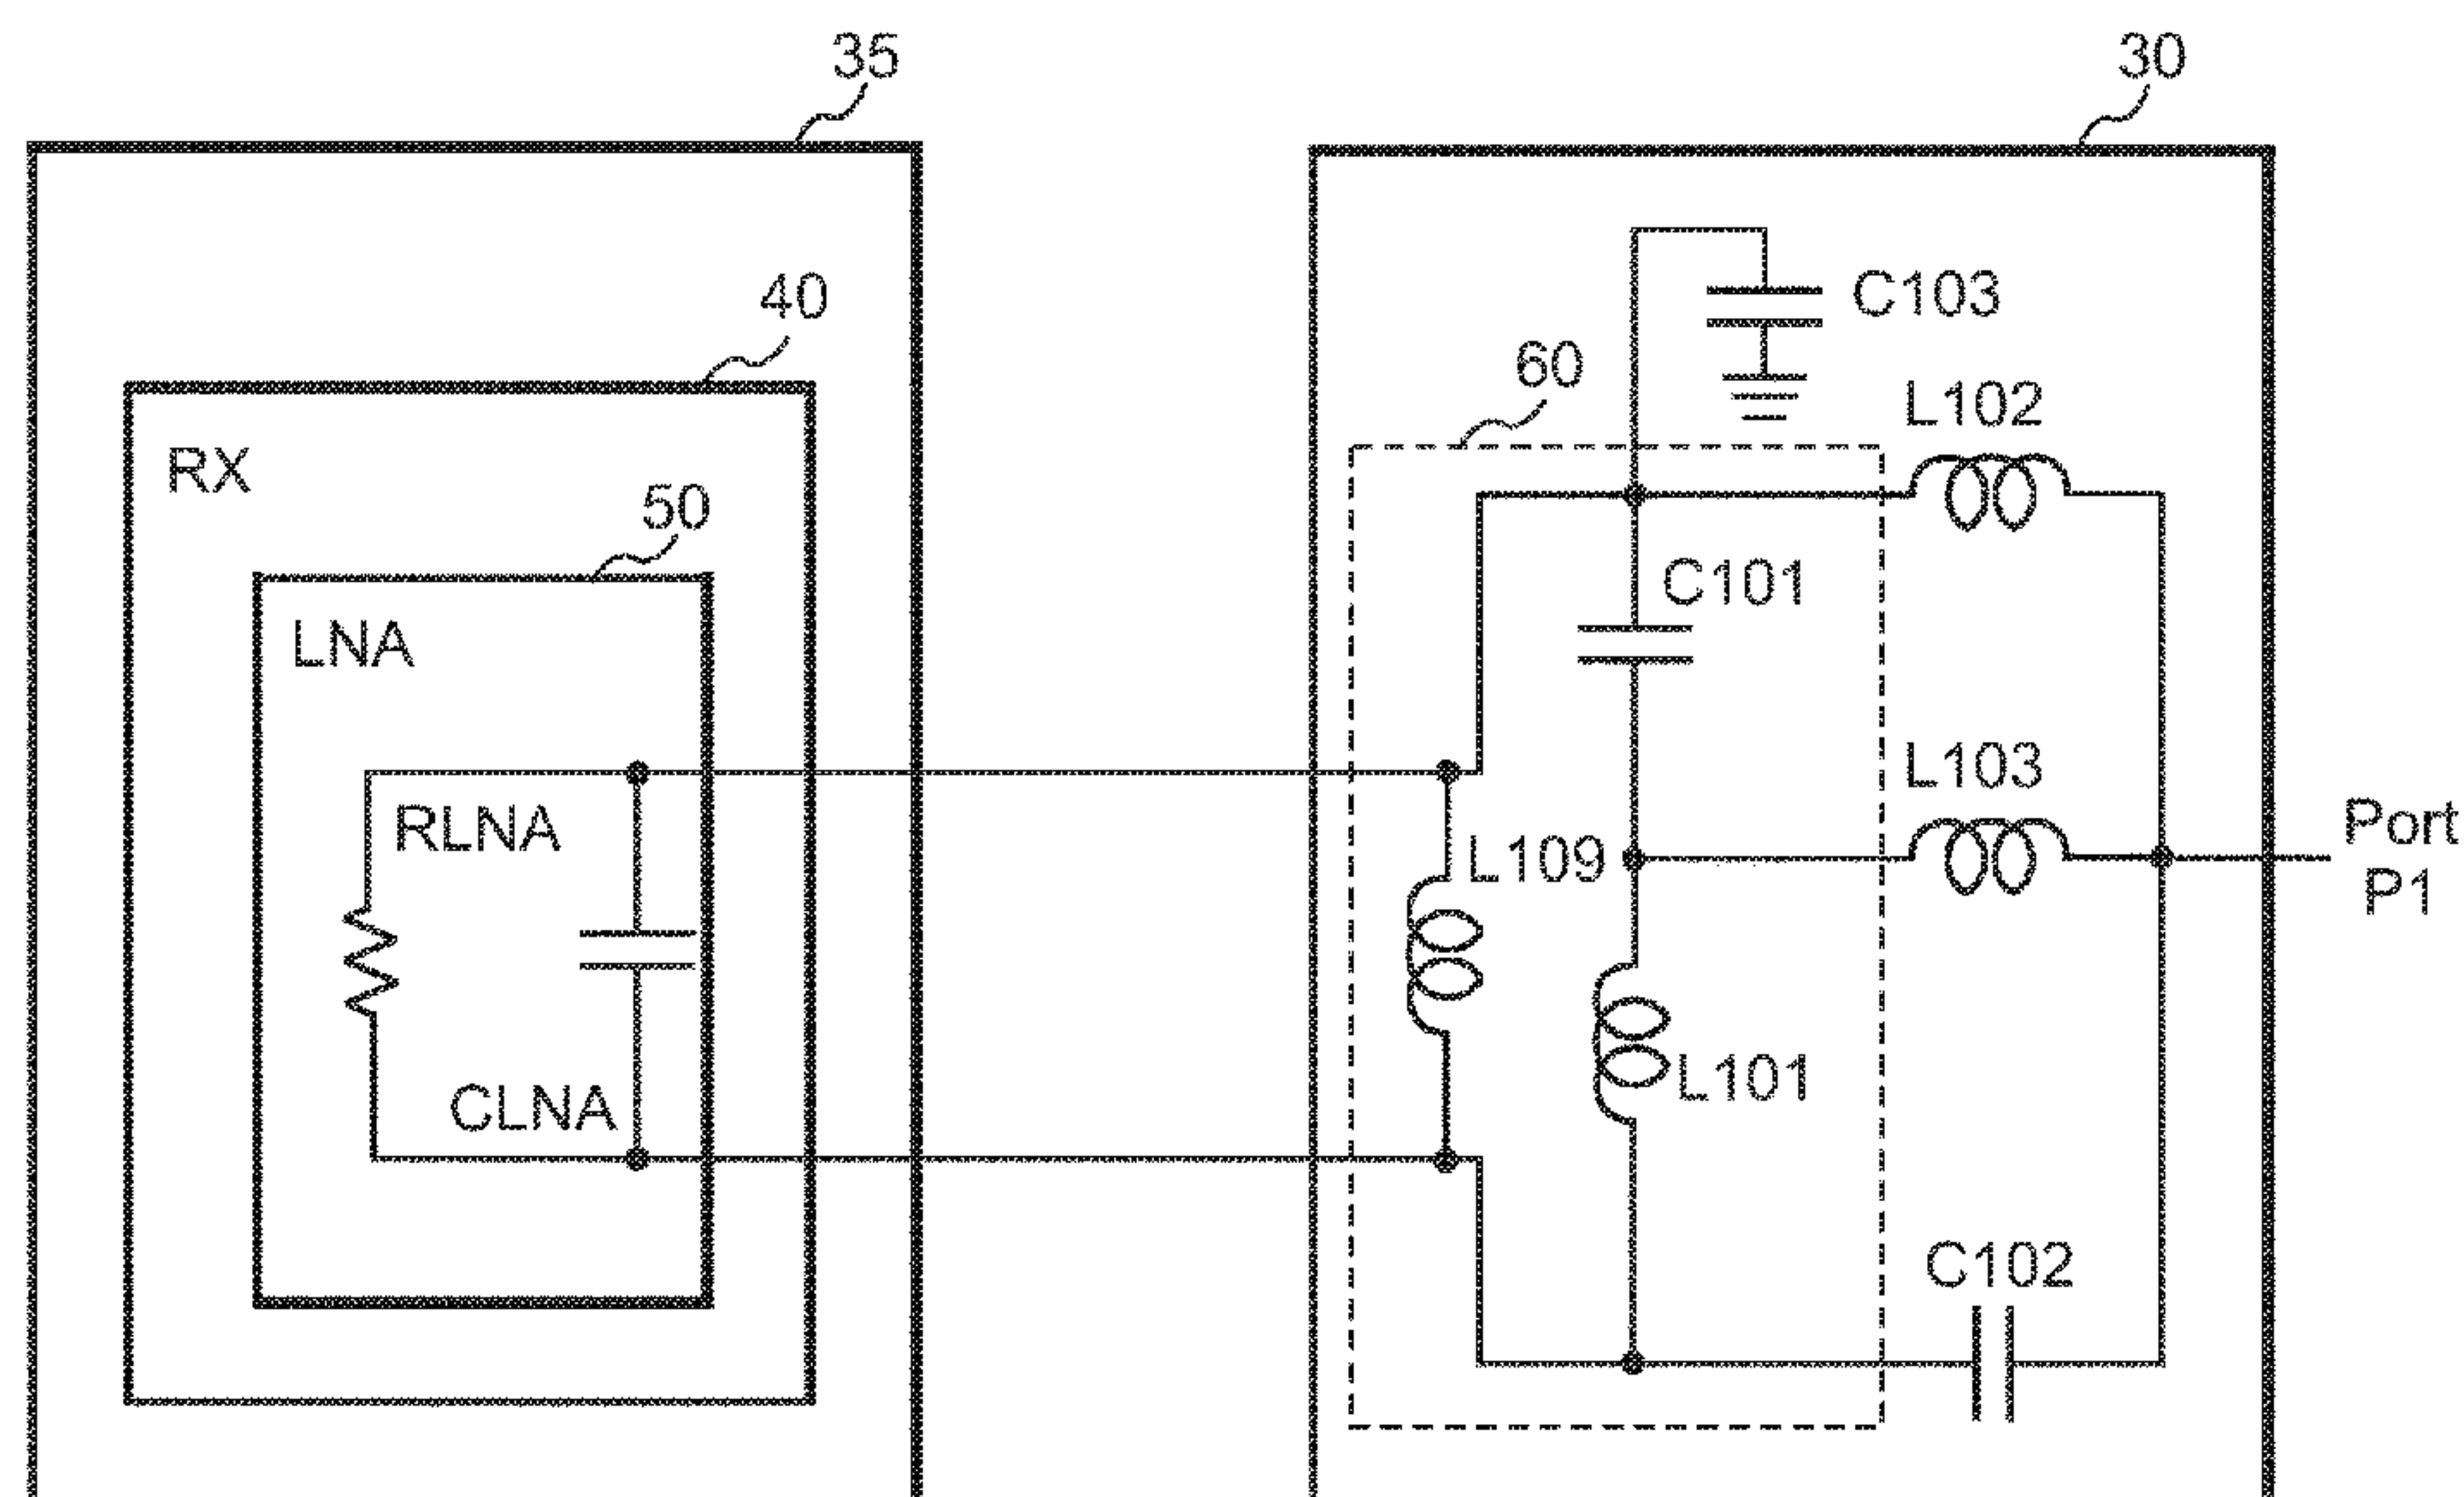 35
30
40
C103
60
L102
RX
50
C101
LNA
L103
RLNA
Port
P1
L109
L101
CLNA
C102